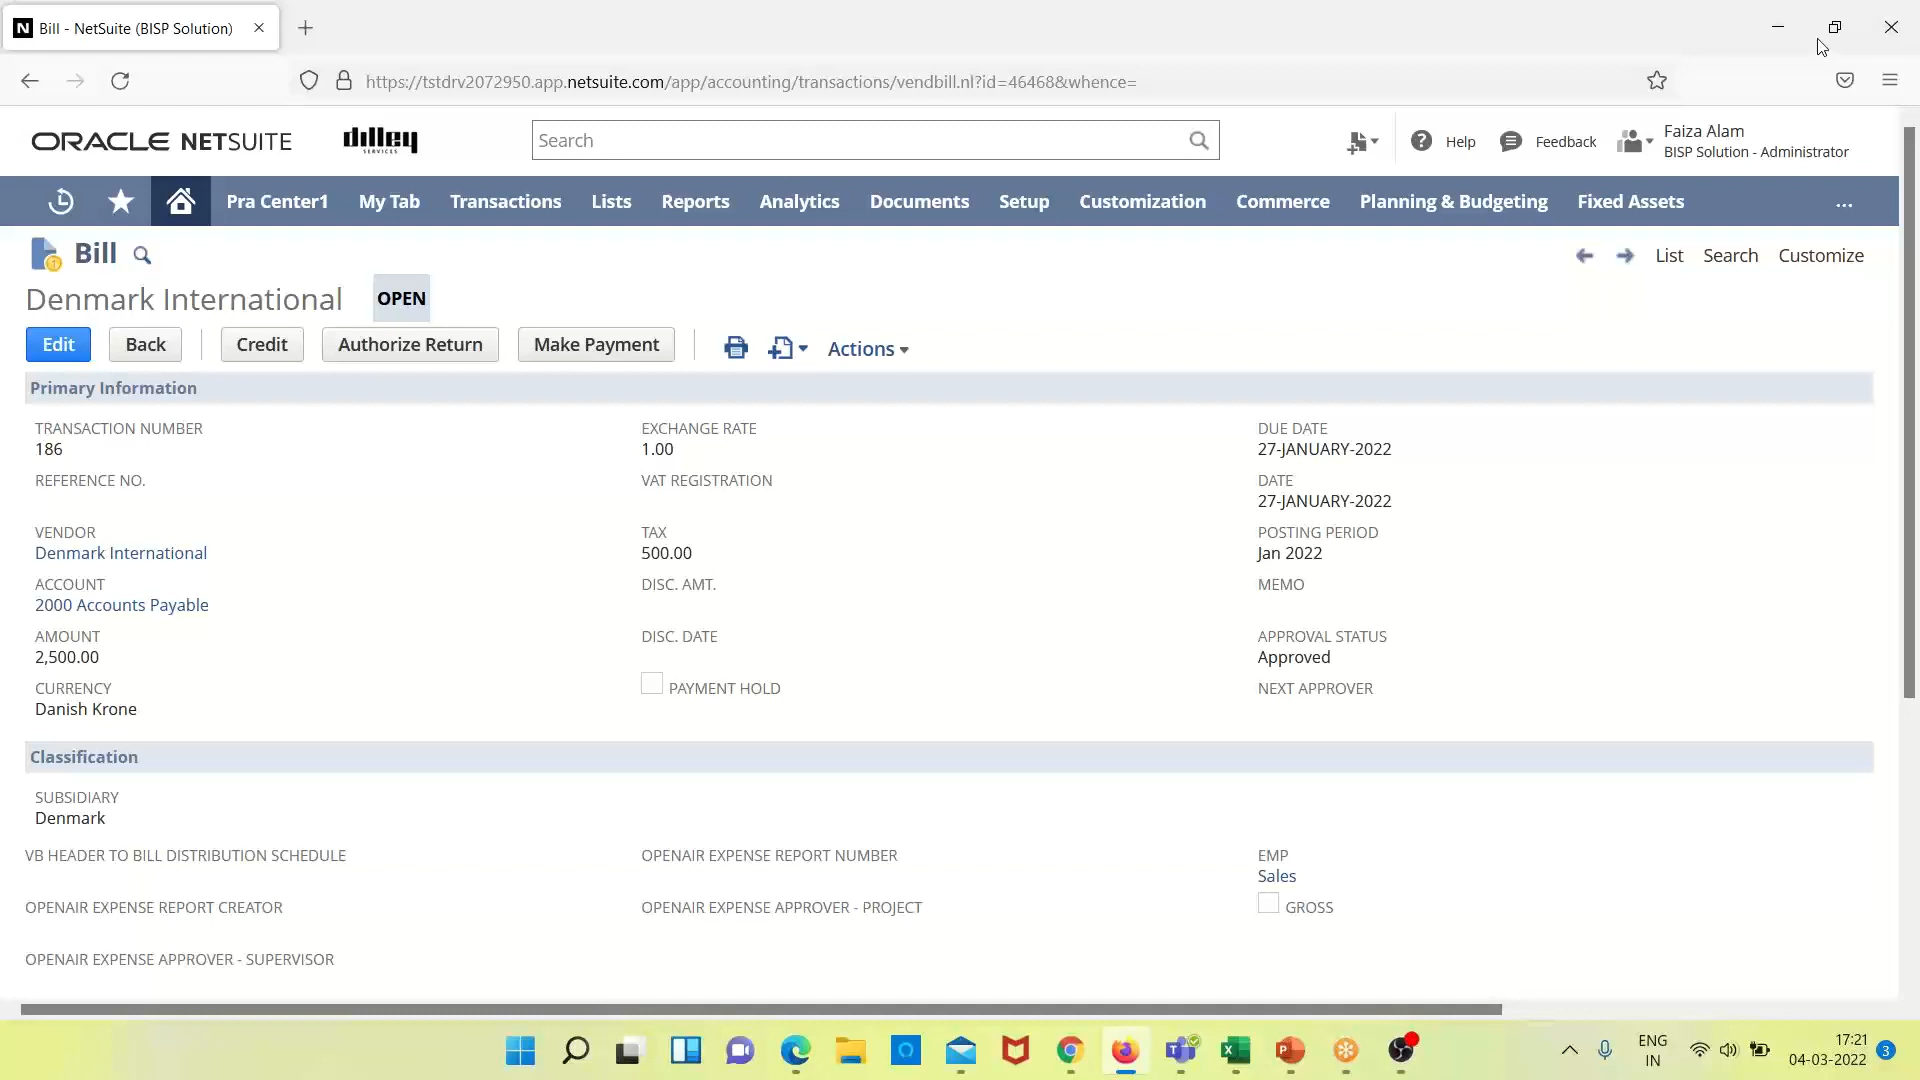 Bill - NetSuite (BISP Solution)
https://tstdrv2072950.app.netsuite.com/app/accounting/transactions/vendbill.nl?id=46468&whence=
ORACLE NETSUITE
dilley
SERVICES
Search
Help
Feedback
Faiza Alam
BISP Solution - Administrator
Pra Center1 My Tab Transactions Lists Reports Analytics Documents Setup Customization Commerce Planning & Budgeting Fixed Assets ...
Bill
List Search Customize
Denmark International OPEN
Edit Back Credit Authorize Return Make Payment Actions
Primary Information
TRANSACTION NUMBER
186
REFERENCE NO.
VENDOR
Denmark International
ACCOUNT
2000 Accounts Payable
AMOUNT
2,500.00
CURRENCY
Danish Krone
EXCHANGE RATE
1.00
VAT REGISTRATION
TAX
500.00
DISC. AMT.
DISC. DATE
PAYMENT HOLD
DUE DATE
27-JANUARY-2022
DATE
27-JANUARY-2022
POSTING PERIOD
Jan 2022
MEMO
APPROVAL STATUS
Approved
NEXT APPROVER
Classification
SUBSIDIARY
Denmark
VB HEADER TO BILL DISTRIBUTION SCHEDULE
OPENAIR EXPENSE REPORT CREATOR
OPENAIR EXPENSE APPROVER - SUPERVISOR
OPENAIR EXPENSE REPORT NUMBER
OPENAIR EXPENSE APPROVER - PROJECT
EMP
Sales
GROSS
ENG
IN
17:21
04-03-2022
3